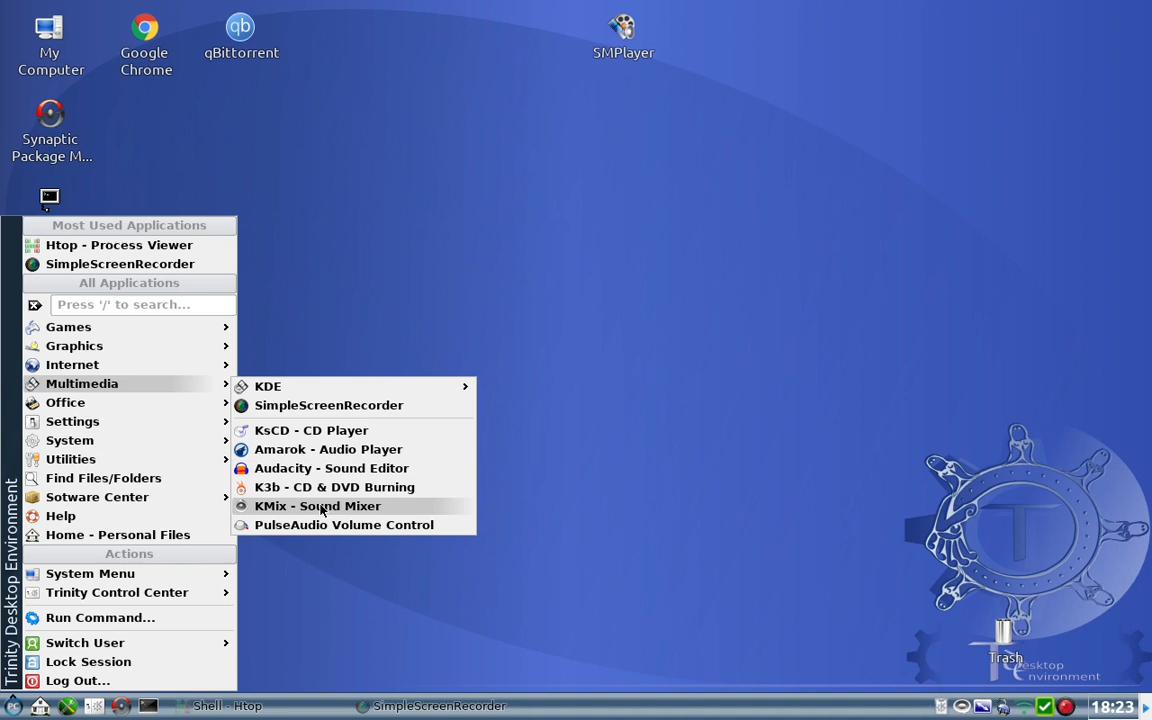 My
Computer
Google
Chrome
qBittorrent
SMPlayer
Synaptic
Package M...
Most Used Applications
Htop - Process Viewer
SimpleScreenRecorder
All Applications
Press '/' to search...
Games
Graphics
Internet
Multimedia
Office
Settings
System
Utilities
Find Files/Folders
Sotware Center
Help
Home - Personal Files
Actions
System Menu
Trinity Control Center
Run Command...
Switch User
Lock Session
Log Out...
Trinity Desktop Environment
KDE
SimpleScreenRecorder
KsCD - CD Player
Amarok - Audio Player
Audacity - Sound Editor
K3b - CD & DVD Burning
KMix - Sound Mixer
PulseAudio Volume Control
T
Trash
Desktop
Environment
PC
Shell - Htop
SimpleScreenRecorder
18:23